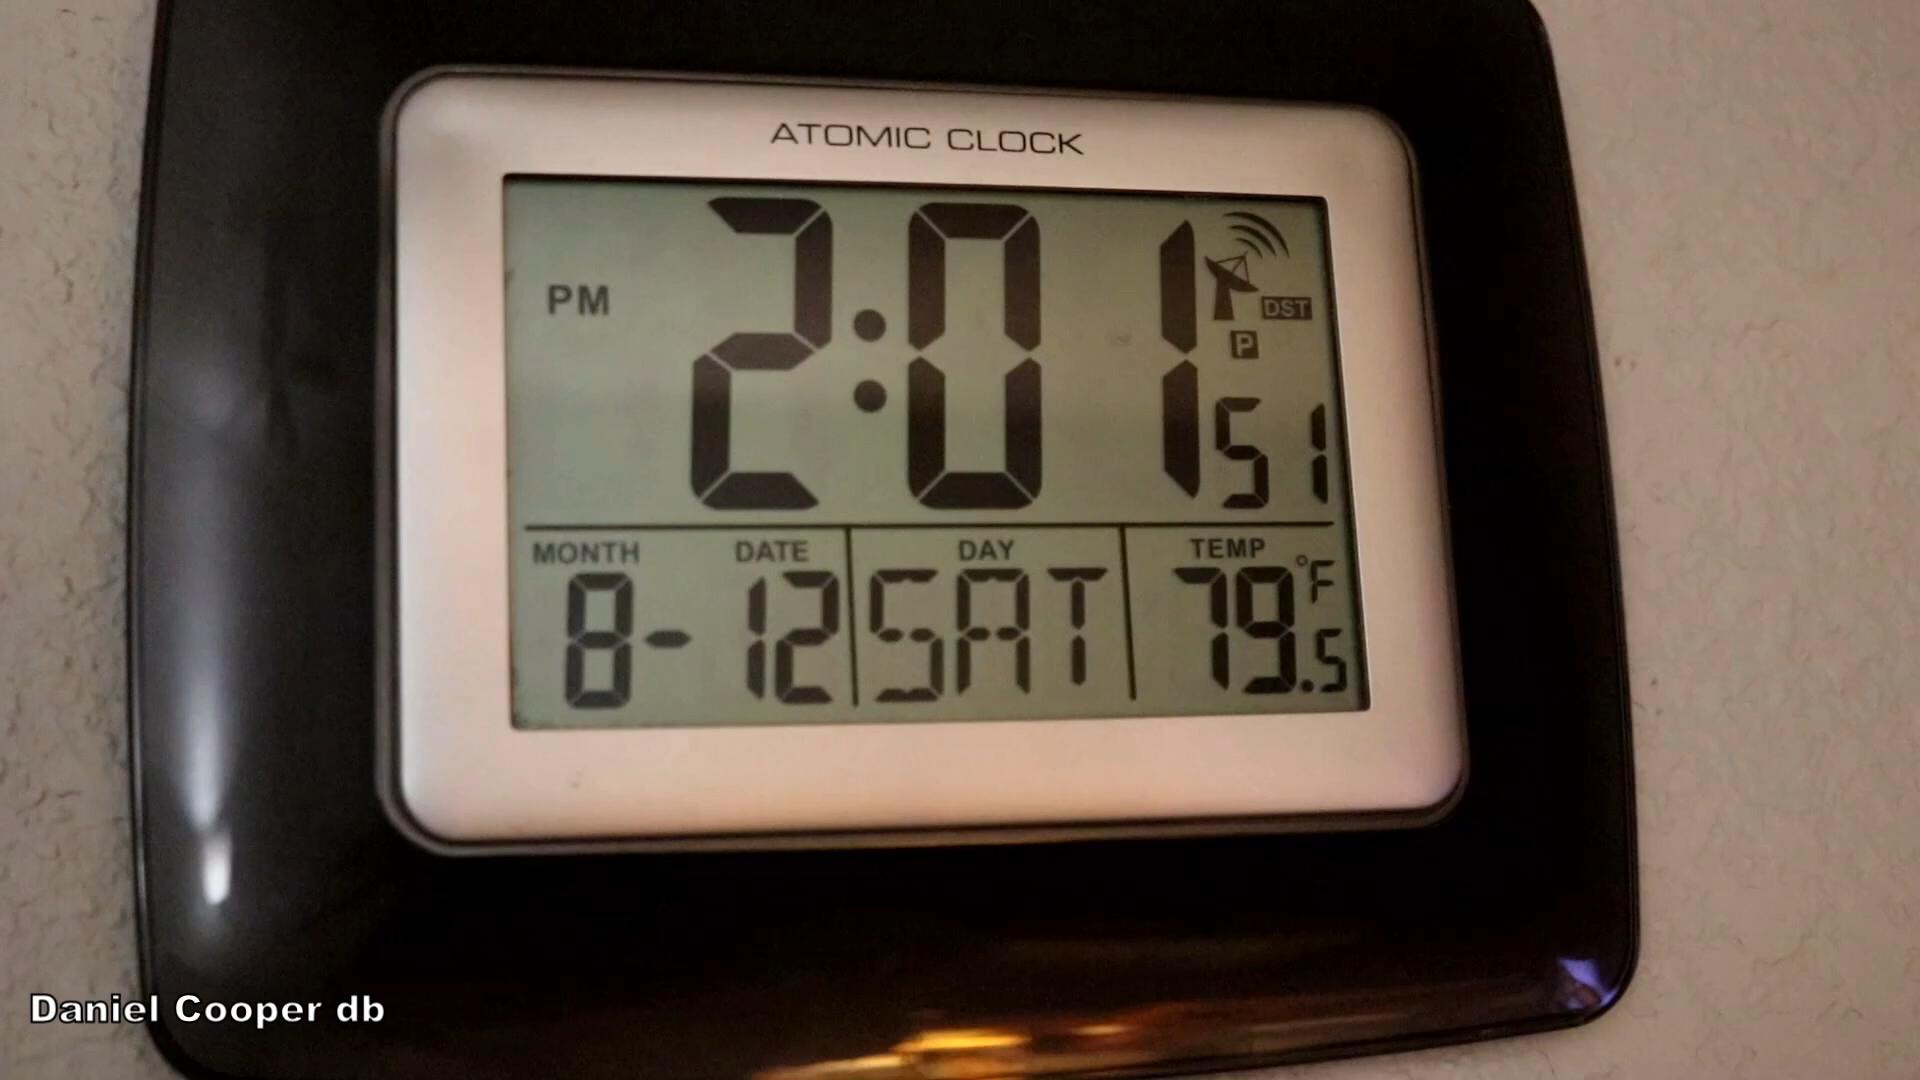 ATOMIC CLOCK
PM 2:01 51
DST
P
MONTH DATE DAY TEMP
8-12 SAT 79.5 °F
Daniel Cooper db